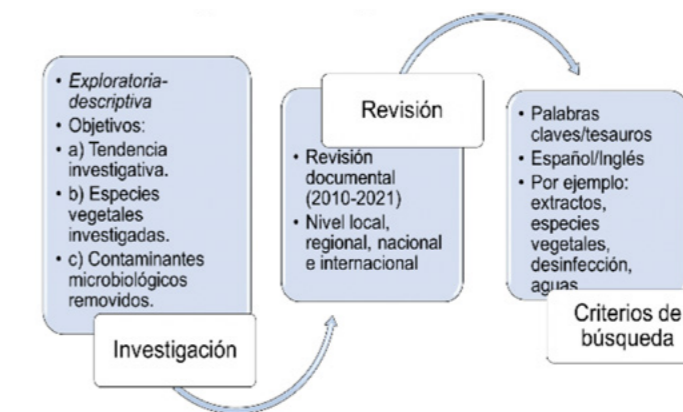 • Exploratoria-
descriptiva
• Objetivos:
• a) Tendencia
investigativa.
• b) Especies
vegetales
investigadas.
• c) Contaminantes
microbiológicos
removidos.
Investigación
Revisión
• Revisión
documental
(2010-2021)
• Nivel local,
regional, nacional
e internacional
• Palabras
claves/tesauros
• Español/Inglés
• Por ejemplo:
extractos,
especies
vegetales,
desinfección,
aguas
Criterios de
búsqueda